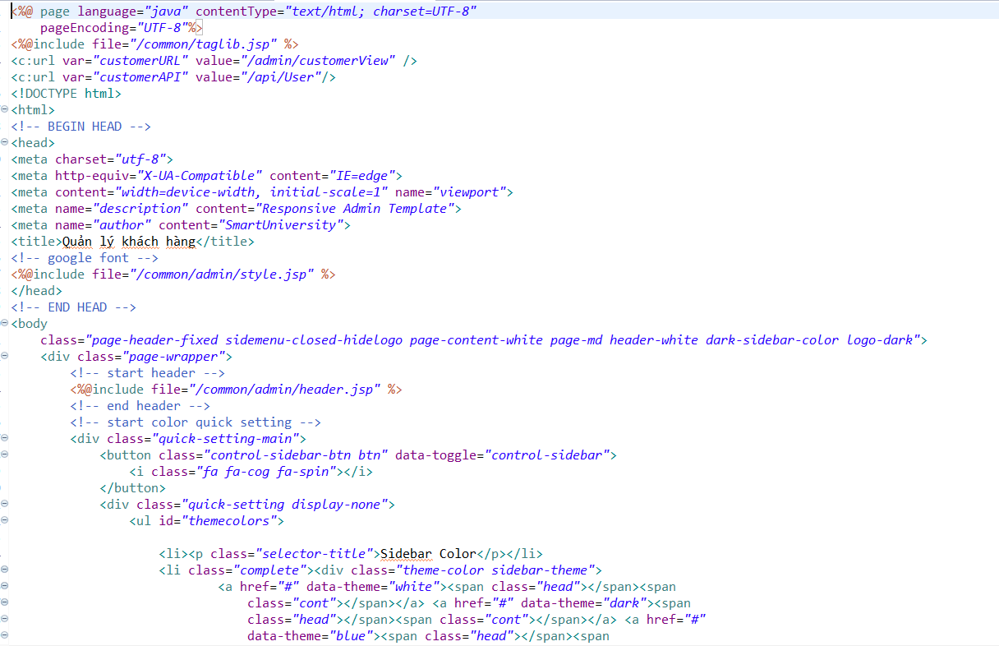 <%@ page language="java" contentType="text/html; charset=UTF-8"
    pageEncoding="UTF-8"%>
<%@include file="/common/taglib.jsp" %>
<c:url var="customerURL" value="/admin/customerView" />
<c:url var="customerAPI" value="/api/User"/>
<!DOCTYPE html>
<html>
<!-- BEGIN HEAD -->
<head>
<meta charset="utf-8">
<meta http-equiv="X-UA-Compatible" content="IE=edge">
<meta content="width=device-width, initial-scale=1" name="viewport">
<meta name="description" content="Responsive Admin Template">
<meta name="author" content="SmartUniversity">
<title>Quản lý khách hàng</title>
<!-- google font -->
<%@include file="/common/admin/style.jsp" %>
</head>
<!-- END HEAD -->
<body
    class="page-header-fixed sidemenu-closed-hidelogo page-content-white page-md header-white dark-sidebar-color logo-dark">
    <div class="page-wrapper">
        <!-- start header -->
        <%@include file="/common/admin/header.jsp" %>
        <!-- end header -->
        <!-- start color quick setting -->
        <div class="quick-setting-main">
            <button class="control-sidebar-btn btn" data-toggle="control-sidebar">
                <i class="fa fa-cog fa-spin"></i>
            </button>
            <div class="quick-setting display-none">
                <ul id="themecolors">
                    <li><p class="selector-title">Sidebar Color</p></li>
                    <li class="complete"><div class="theme-color sidebar-theme">
                            <a href="#" data-theme="white"><span class="head"></span><span
                                class="cont"></span></a> <a href="#" data-theme="dark"><span
                                class="head"></span><span class="cont"></span></a> <a href="#"
                                data-theme="blue"><span class="head"></span><span